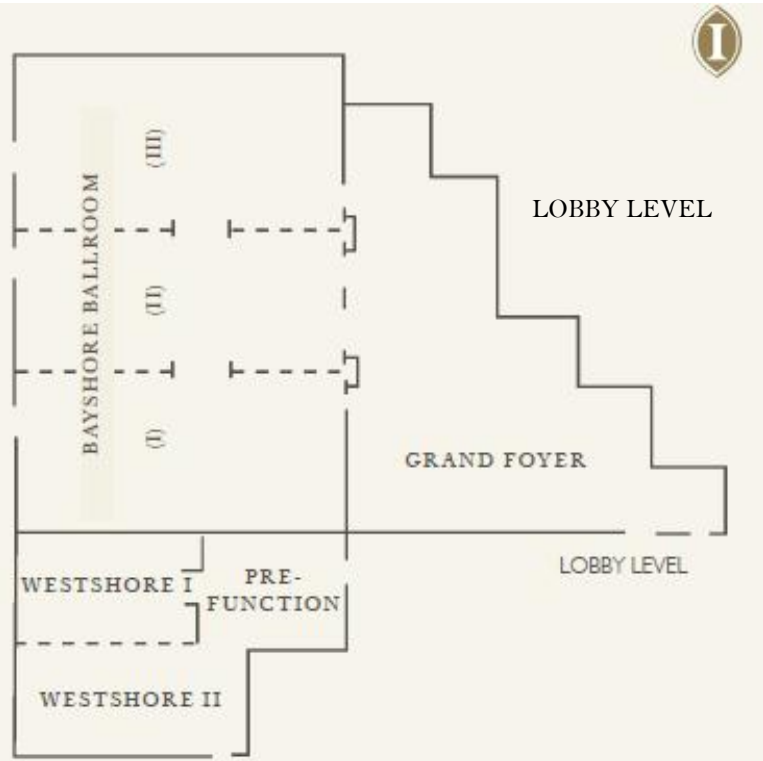 I
LOBBY LEVEL
BAYSHORE BALLROOM
(III)
(II)
(I)
GRAND FOYER
LOBBY LEVEL
WESTSHORE I
PRE-
FUNCTION
WESTSHORE II